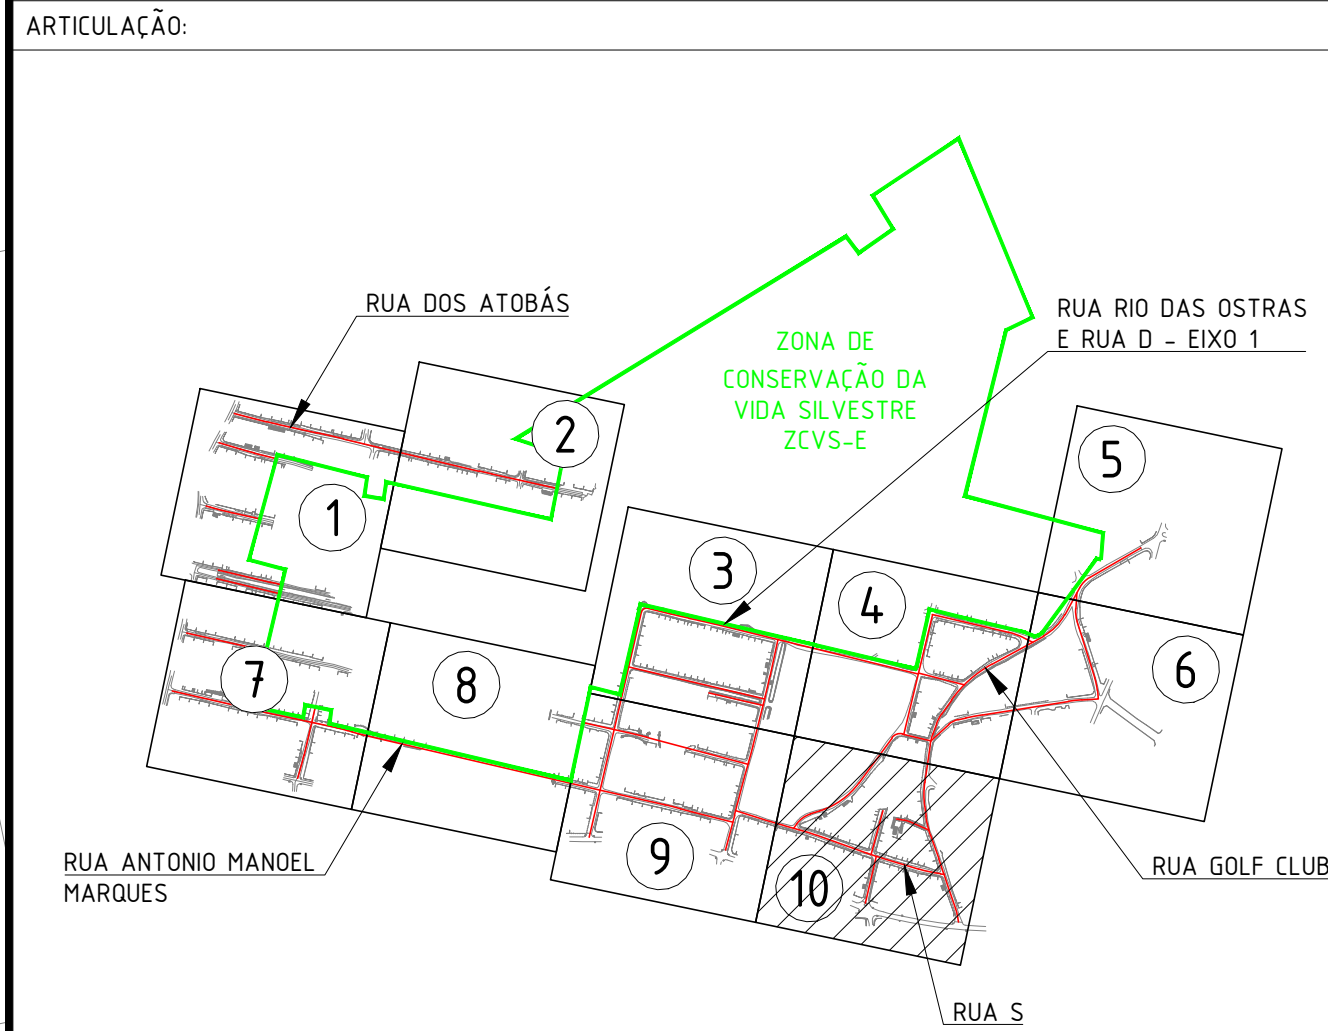 ARTICULAÇÃO:
RUA DOS ATOBÁS
RUA RIO DAS OSTRAS
E RUA D - EIXO 1
ZONA DE
CONSERVAÇÃO DA
VIDA SILVESTRE
ZCVS-E
2
5
1
3
4
6
7
8
9
10
RUA ANTONIO MANOEL
MARQUES
RUA GOLF CLUB
RUA S